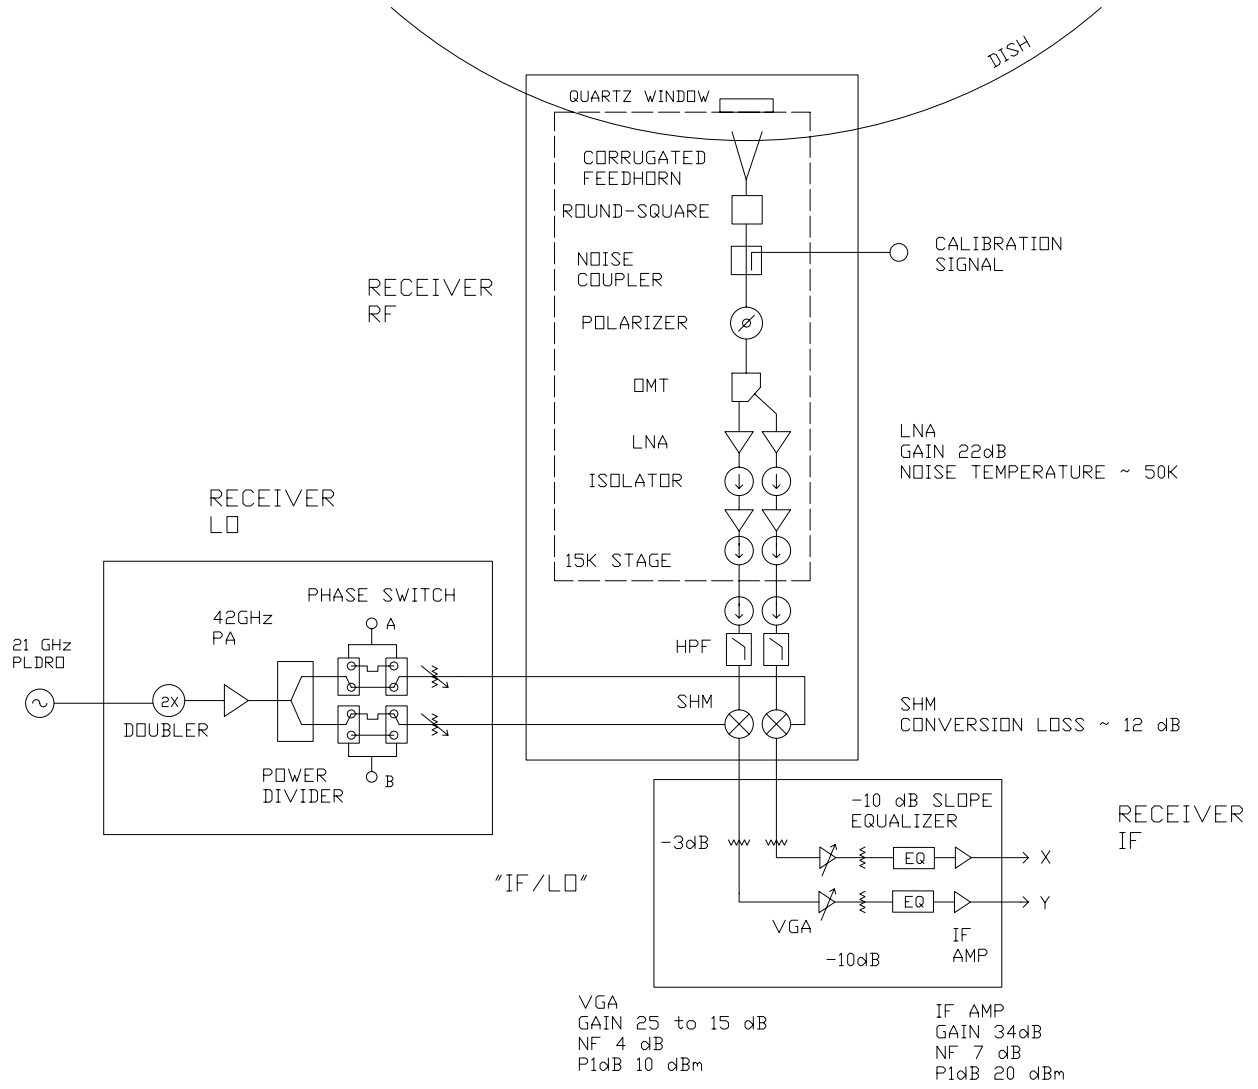 DISH
QUARTZ WINDOW
CORRUGATED
FEEDHORN
ROUND-SQUARE
NOISE
COUPLER
CALIBRATION
SIGNAL
RECEIVER
RF
POLARIZER
OMT
LNA
ISOLATOR
15K STAGE
LNA
GAIN 22dB
NOISE TEMPERATURE ~ 50K
RECEIVER
LO
PHASE SWITCH
A
42GHz
PA
21 GHz
PLDRO
2X
DOUBLER
POWER
DIVIDER
B
HPF
SHM
SHM
CONVERSION LOSS ~ 12 dB
"IF/LO"
-10 dB SLOPE
EQUALIZER
-3dB
EQ
X
EQ
Y
VGA
-10dB
IF
AMP
RECEIVER
IF
VGA
GAIN 25 to 15 dB
NF 4 dB
P1dB 10 dBm
IF AMP
GAIN 34dB
NF 7 dB
P1dB 20 dBm